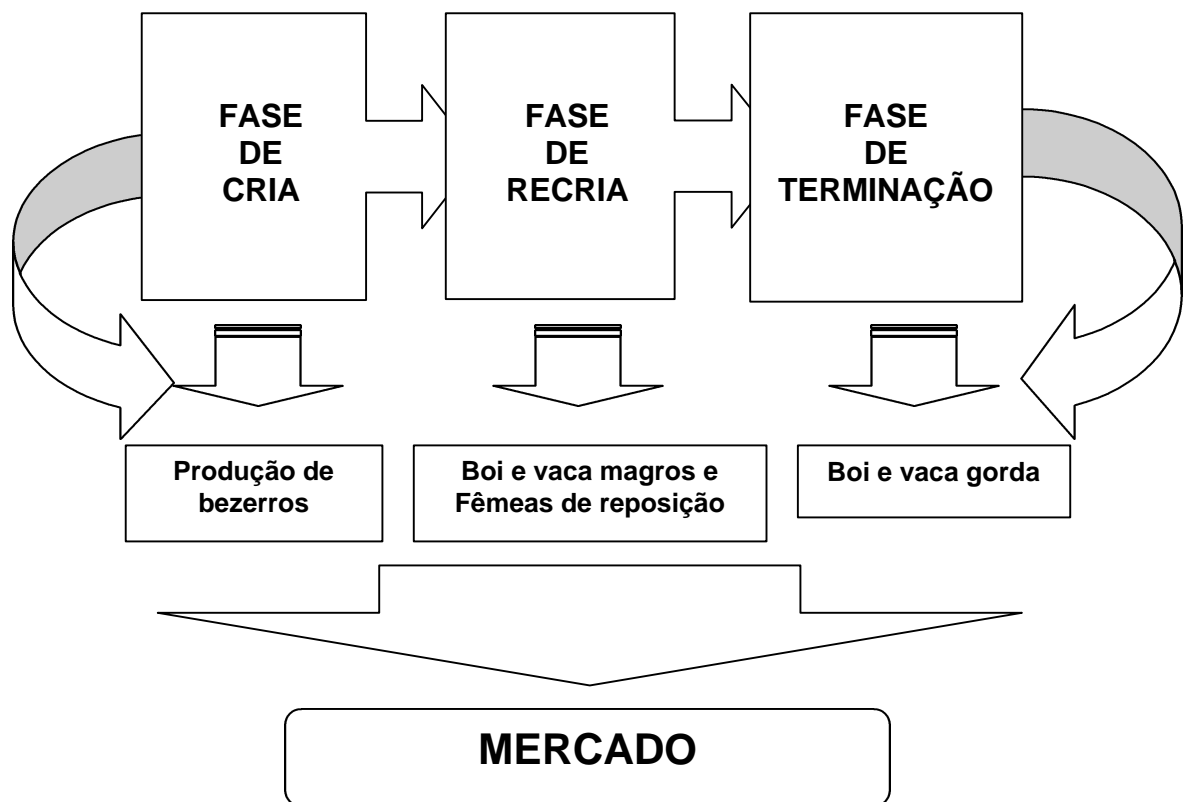 FASE
DE
CRIA
FASE
DE
RECRIA
FASE
DE
TERMINAÇÃO
Produção de
bezerros
Boi e vaca magros e
Fêmeas de reposição
Boi e vaca gorda
MERCADO